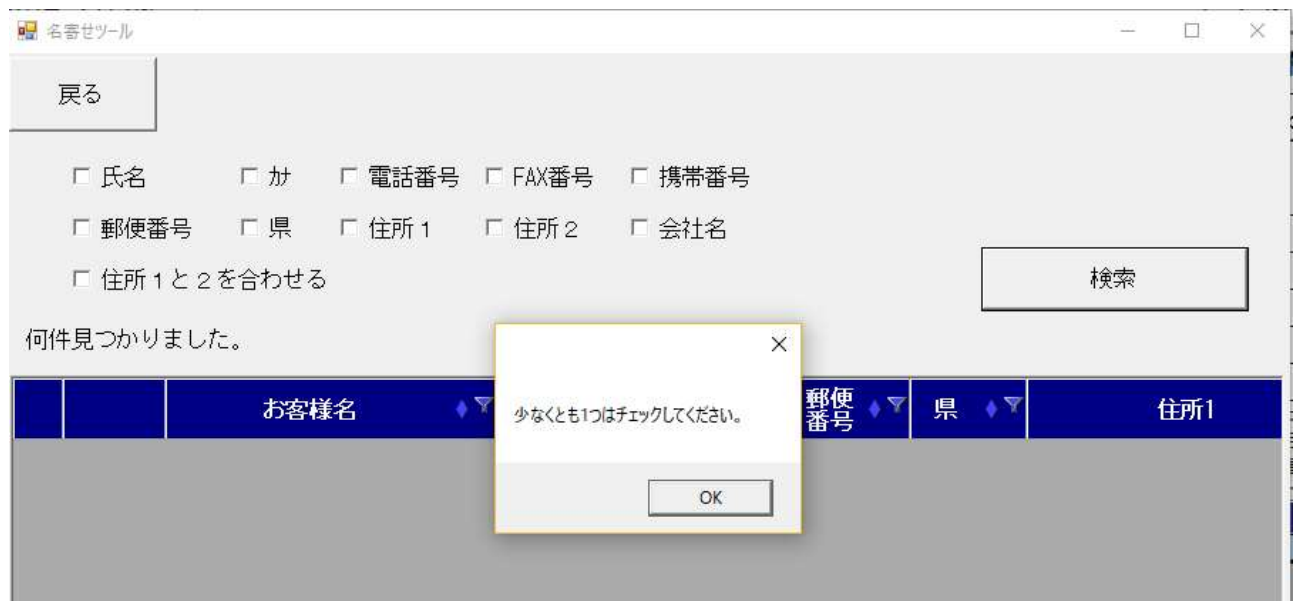 名寄せツール
戻る
氏名 カナ 電話番号 FAX番号 携帯番号
郵便番号 県 住所1 住所2 会社名
住所1と2を合わせる
検索
何件見つかりました。
お客様名 郵便番号 県 住所1
少なくとも1つはチェックしてください。
OK